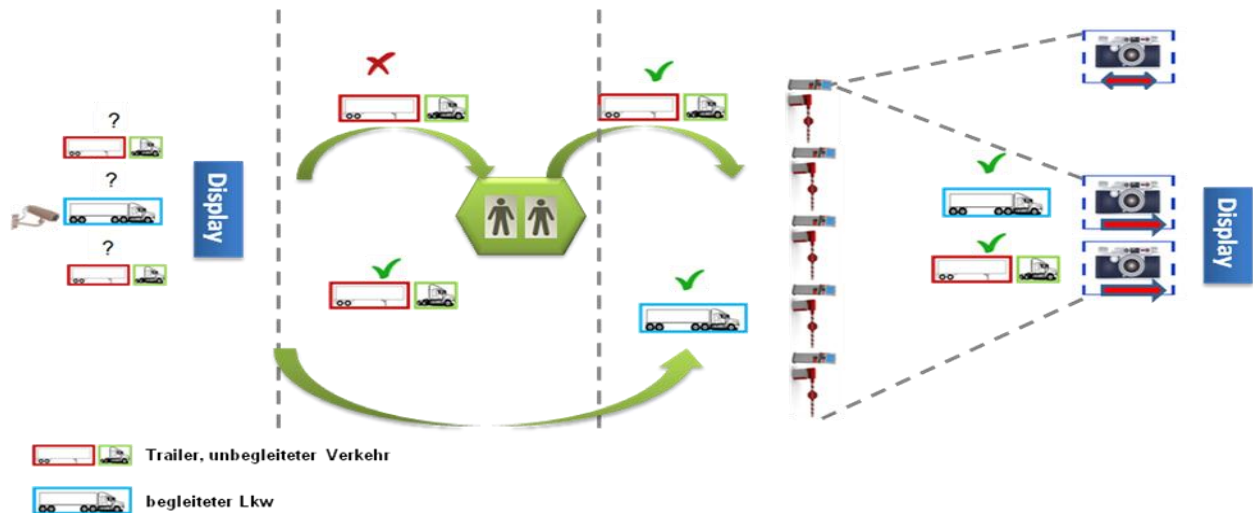 ?
?
?
Display
Display
Trailer, unbegleiteter Verkehr
begleiteter Lkw